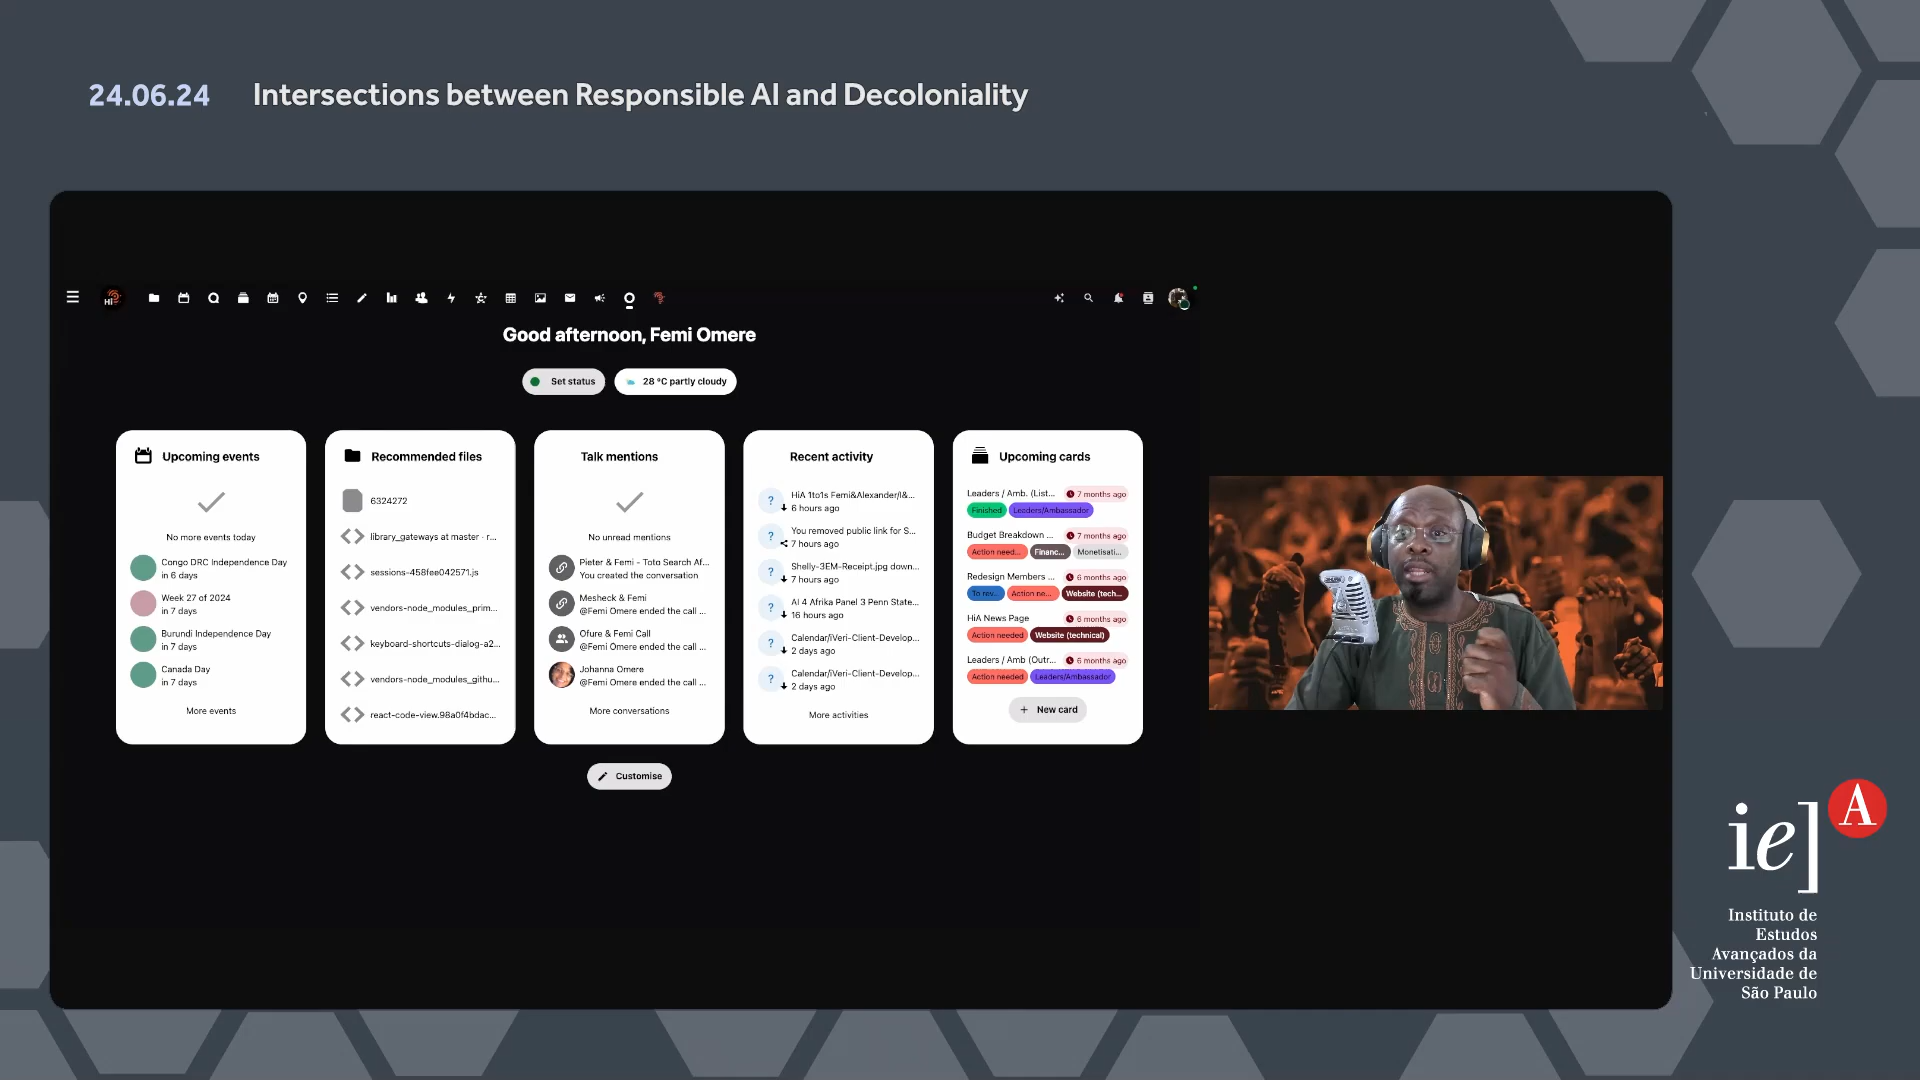 24.06.24 Intersections between Responsible AI and Decoloniality
Good afternoon, Femi Omere
Set status
28 °C partly cloudy
Upcoming events
No more events today
Congo DRC Independence Day
in 6 days
Week 27 of 2024
in 7 days
Burundi Independence Day
in 7 days
Canada Day
in 7 days
More events
Recommended files
6324272
library_gateways at master · r...
sessions-458fee042571.js
vendors-node_modules_prim...
keyboard-shortcuts-dialog-a2...
vendors-node_modules_githu...
react-code-view.98a0f4bdac...
Talk mentions
No unread mentions
Pieter & Femi - Toto Search Af...
You created the conversation
Mesheck & Femi
@Femi Omere ended the call ...
Ofure & Femi Call
@Femi Omere ended the call ...
Johanna Omere
@Femi Omere ended the call ...
More conversations
Recent activity
HiA 1to1s Femi&Alexander/I&...
6 hours ago
You removed public link for S...
7 hours ago
Shelly-3EM-Receipt.jpg down...
7 hours ago
AI 4 Afrika Panel 3 Penn State...
16 hours ago
Calendar/iVeri-Client-Develop...
2 days ago
Calendar/iVeri-Client-Develop...
2 days ago
More activities
Upcoming cards
Leaders / Amb. (List... 7 months ago
Finished Leaders/Ambassador
Budget Breakdown ... 7 months ago
Action need... Financ... Monetisati...
Redesign Members ... 6 months ago
To rev... Action ne... Website (tech...
HiA News Page 6 months ago
Action needed Website (technical)
Leaders / Amb (Outr... 6 months ago
Action needed Leaders/Ambassador
+ New card
Customise
ie] A
Instituto de
Estudos
Avançados da
Universidade de
São Paulo